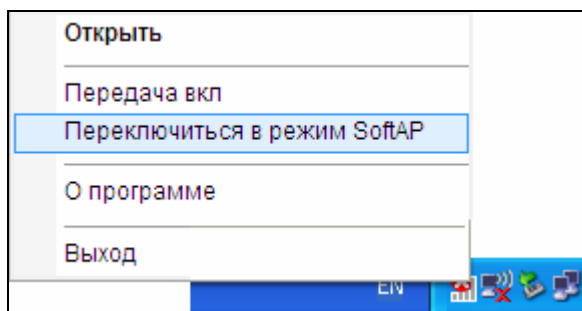 Открыть
Передача вкл
Переключиться в режим SoftAP
О программе
Выход
EN